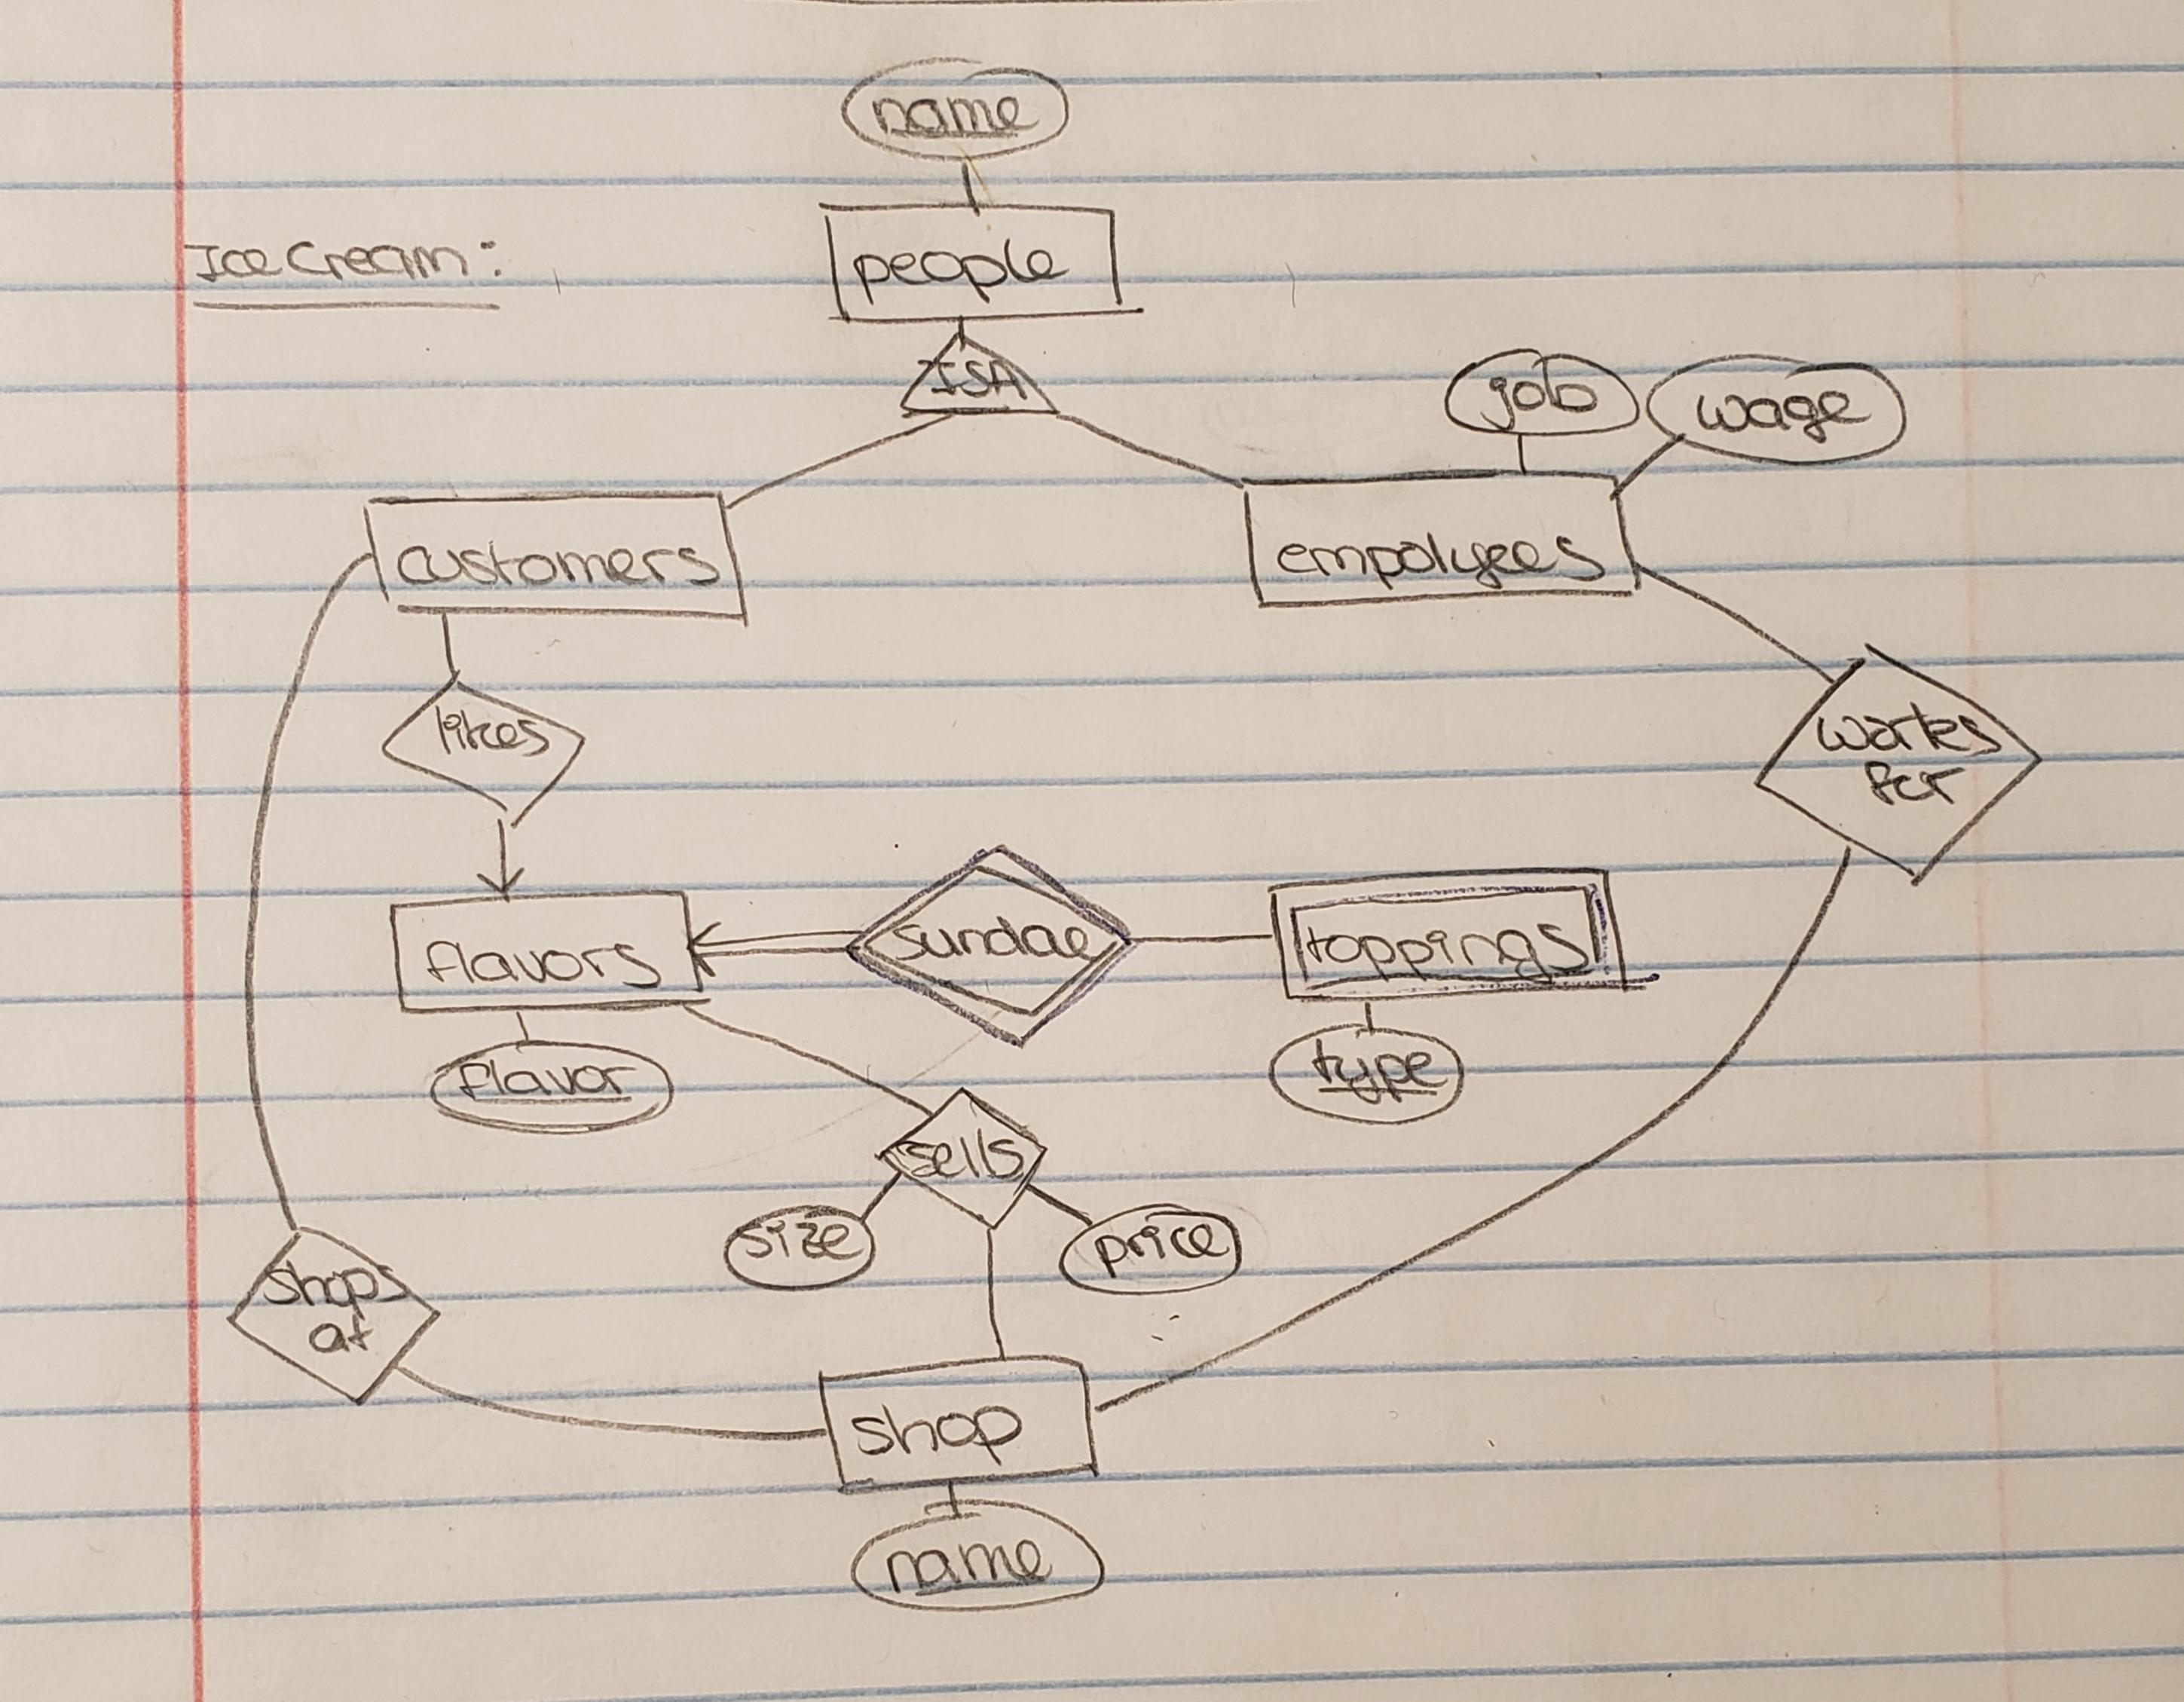 name
Ice Cream:
people
ISA
job
wage
customers
empolyees
likes
works
for
flavors
sundae
toppings
flavor
type
sells
size
price
shops
at
shop
name